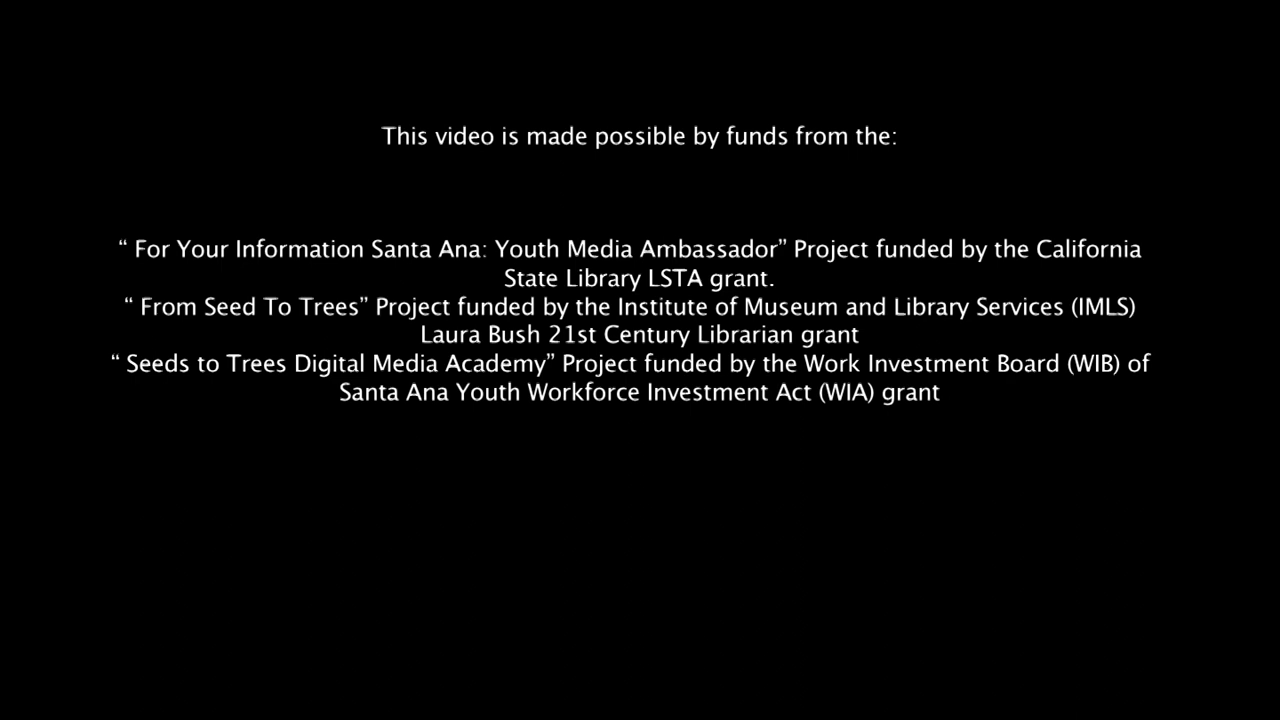 This video is made possible by funds from the:
“ For Your Information Santa Ana: Youth Media Ambassador” Project funded by the California
State Library LSTA grant.
“ From Seed To Trees” Project funded by the Institute of Museum and Library Services (IMLS)
Laura Bush 21st Century Librarian grant
“ Seeds to Trees Digital Media Academy” Project funded by the Work Investment Board (WIB) of
Santa Ana Youth Workforce Investment Act (WIA) grant